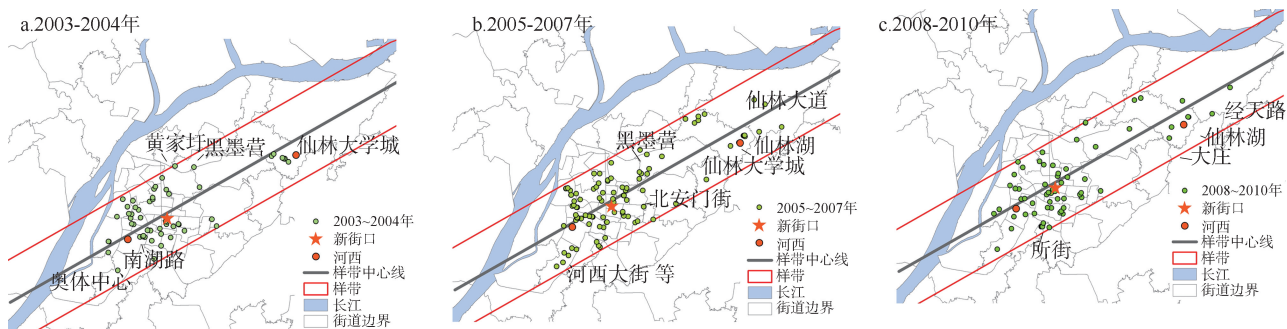 a.2003-2004年
黄家圩
黑墨营
仙林大学城
南湖路
奥体中心
2003~2004年
新街口
河西
样带中心线
样带
长江
街道边界
b.2005-2007年
仙林大道
黑墨营
仙林湖
仙林大学城
北安门街
河西大街 等
2005~2007年
新街口
河西
样带中心线
样带
长江
街道边界
c.2008-2010年
经天路
仙林湖
大庄
所街
2008~2010年
新街口
河西
样带中心线
样带
长江
街道边界